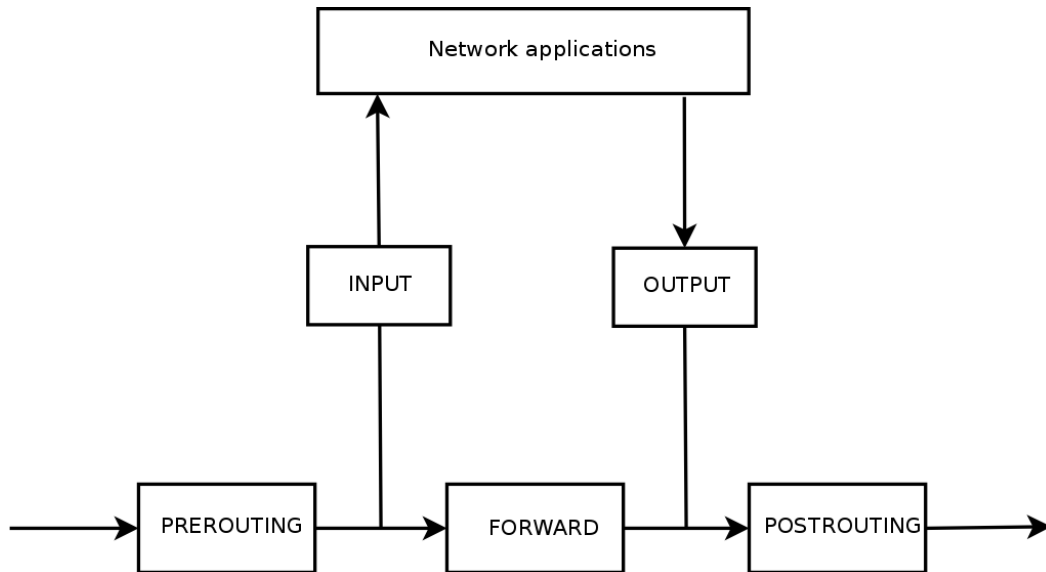 Network applications
INPUT
OUTPUT
PREROUTING
FORWARD
POSTROUTING